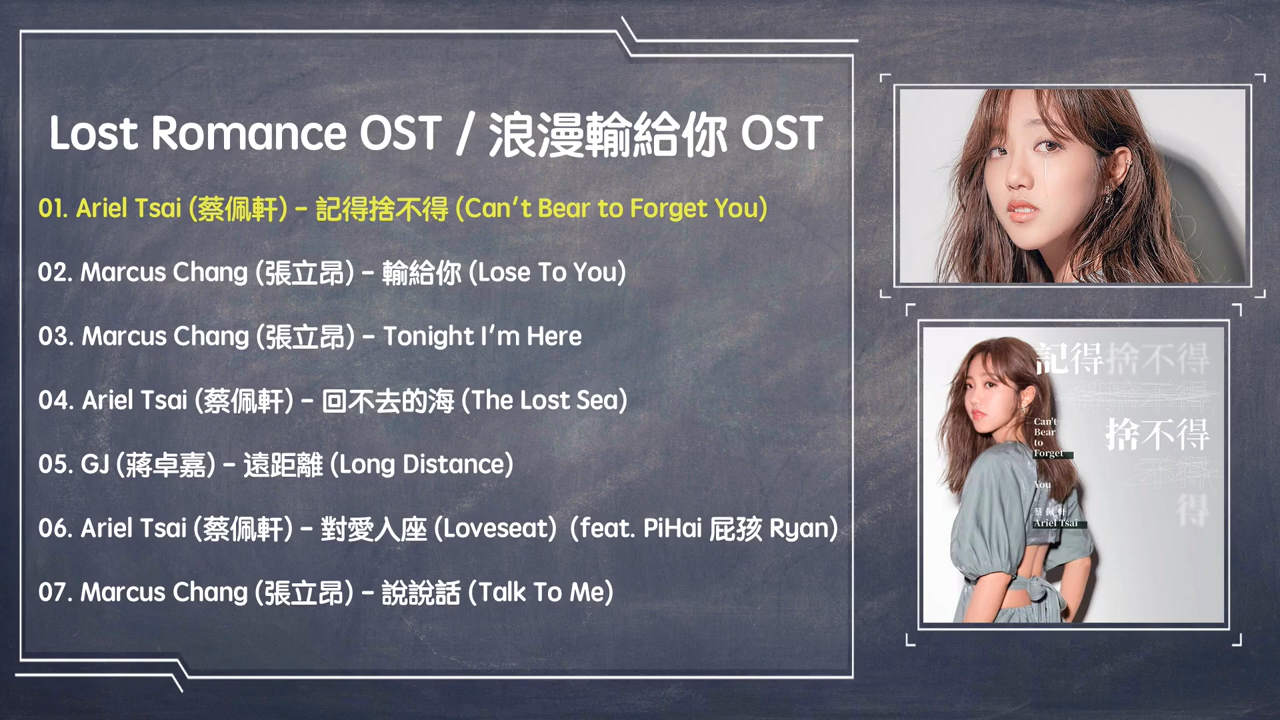 Lost Romance OST / 浪漫輸給你 OST
01. Ariel Tsai (蔡佩軒) - 記得捨不得 (Can't Bear to Forget You)
02. Marcus Chang (張立昂) - 輸給你 (Lose To You)
03. Marcus Chang (張立昂) - Tonight I'm Here
04. Ariel Tsai (蔡佩軒) - 回不去的海 (The Lost Sea)
05. GJ (蔣卓嘉) - 遠距離 (Long Distance)
06. Ariel Tsai (蔡佩軒) - 對愛入座 (Loveseat) (feat. PiHai 屁孩 Ryan)
07. Marcus Chang (張立昂) - 說說話 (Talk To Me)
記得捨不得
捨不得
得
Can't
Bear
to
Forget
You
蔡佩軒
Ariel Tsai